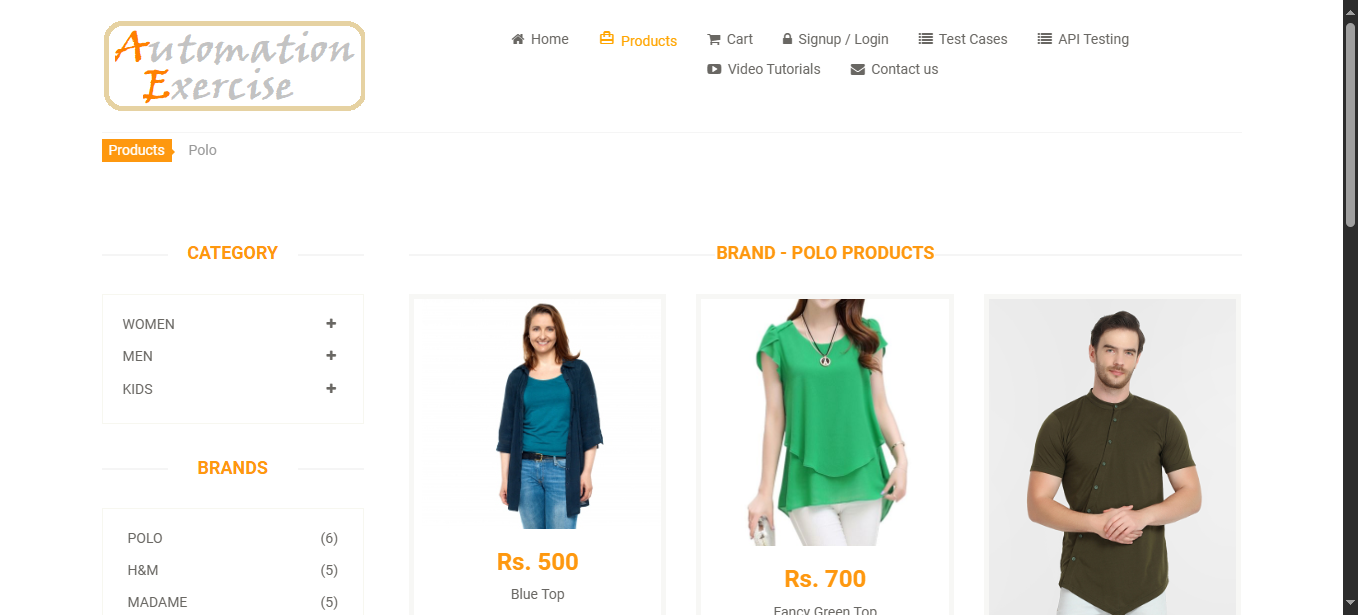 Automation
Exercise
Home
Products
Cart
Signup / Login
Test Cases
API Testing
Video Tutorials
Contact us
Products
Polo
CATEGORY
WOMEN
MEN
KIDS
BRANDS
POLO (6)
H&M (5)
MADAME (5)
BRAND - POLO PRODUCTS
Rs. 500
Blue Top
Rs. 700
Fancy Green Top